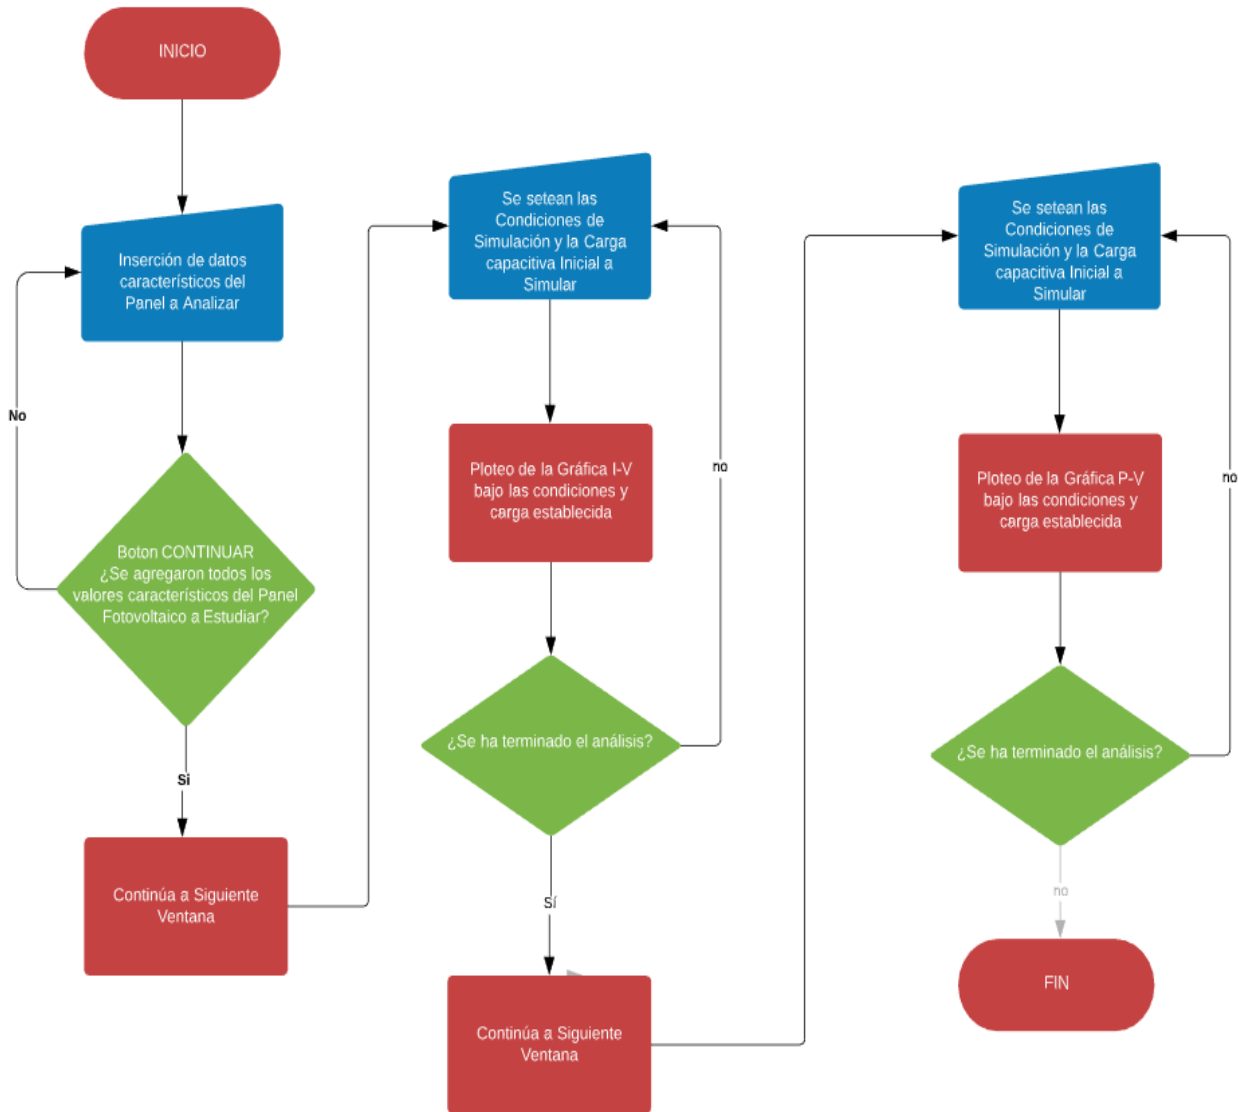 INICIO
Inserción de datos
característicos del
Panel a Analizar
No
Boton CONTINUAR
¿Se agregaron todos los
valores característicos del Panel
Fotovoltaico a Estudiar?
Si
Continúa a Siguiente
Ventana
Se setean las
Condiciones de
Simulación y la Carga
capacitiva Inicial a
Simular
Ploteo de la Gráfica I-V
bajo las condiciones y
carga establecida
no
¿Se ha terminado el análisis?
Sí
Continúa a Siguiente
Ventana
Se setean las
Condiciones de
Simulación y la Carga
capacitiva Inicial a
Simular
Ploteo de la Gráfica P-V
bajo las condiciones y
carga establecida
no
¿Se ha terminado el análisis?
no
FIN